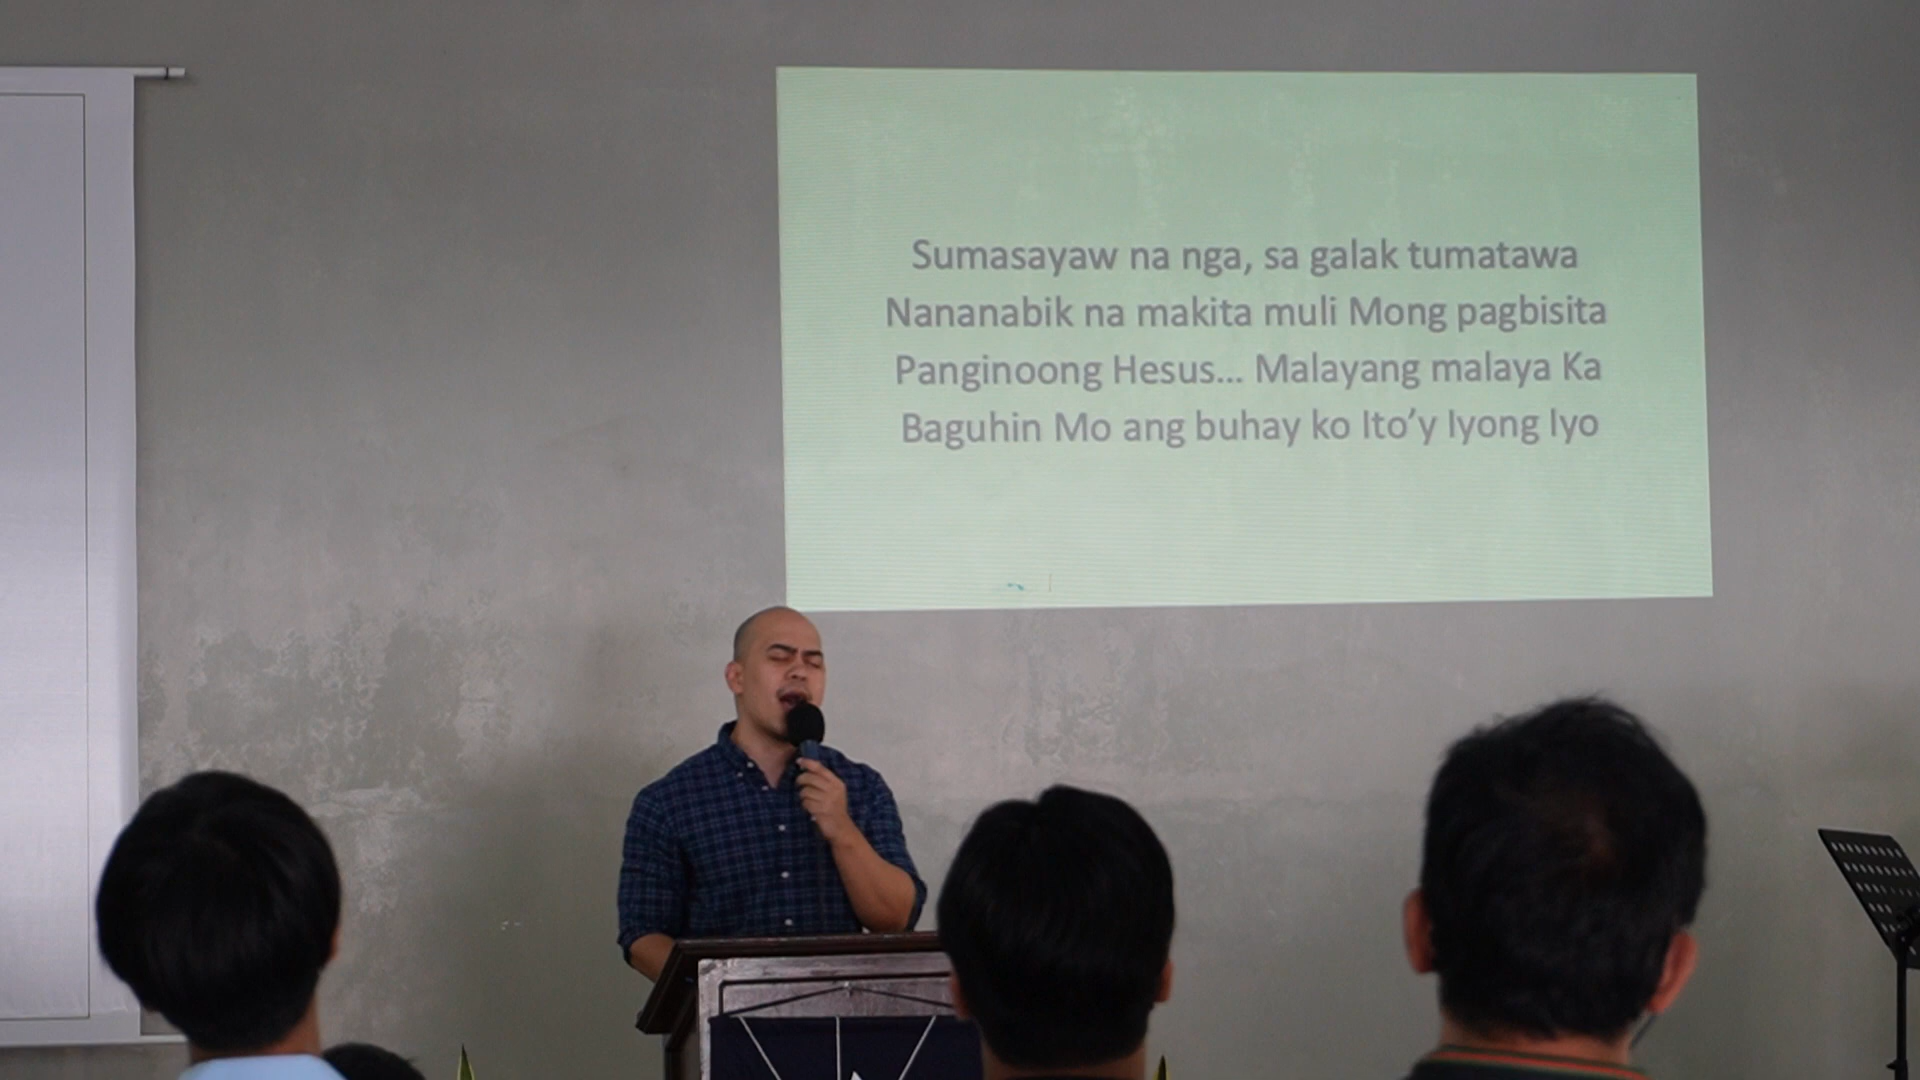 Sumasayaw na nga, sa galak tumatawa
Nananabik na makita muli Mong pagbisita
Panginoong Hesus... Malayang malaya Ka
Baguhin Mo ang buhay ko Ito’y Iyong Iyo